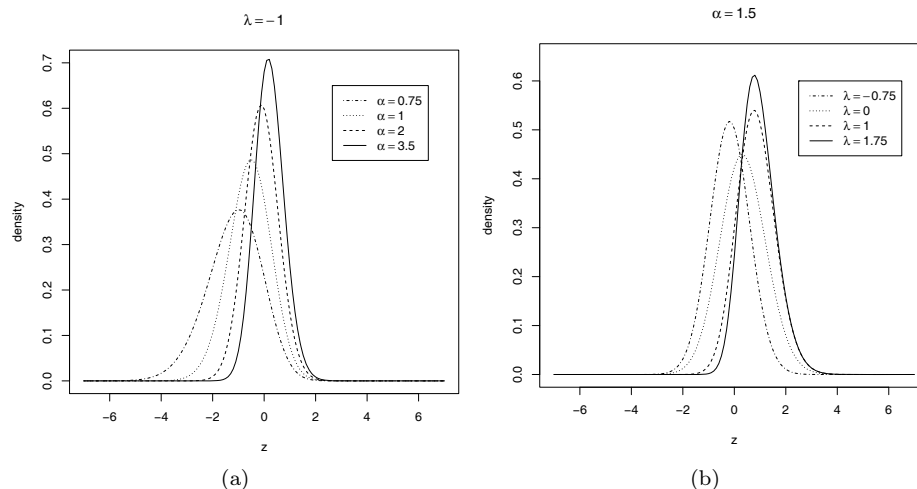 λ = −1
density
0.0 0.1 0.2 0.3 0.4 0.5 0.6 0.7
α = 0.75
α = 1
α = 2
α = 3.5
−6 −4 −2 0 2 4 6
z
(a)
α = 1.5
density
0.0 0.1 0.2 0.3 0.4 0.5 0.6
λ = −0.75
λ = 0
λ = 1
λ = 1.75
−6 −4 −2 0 2 4 6
z
(b)